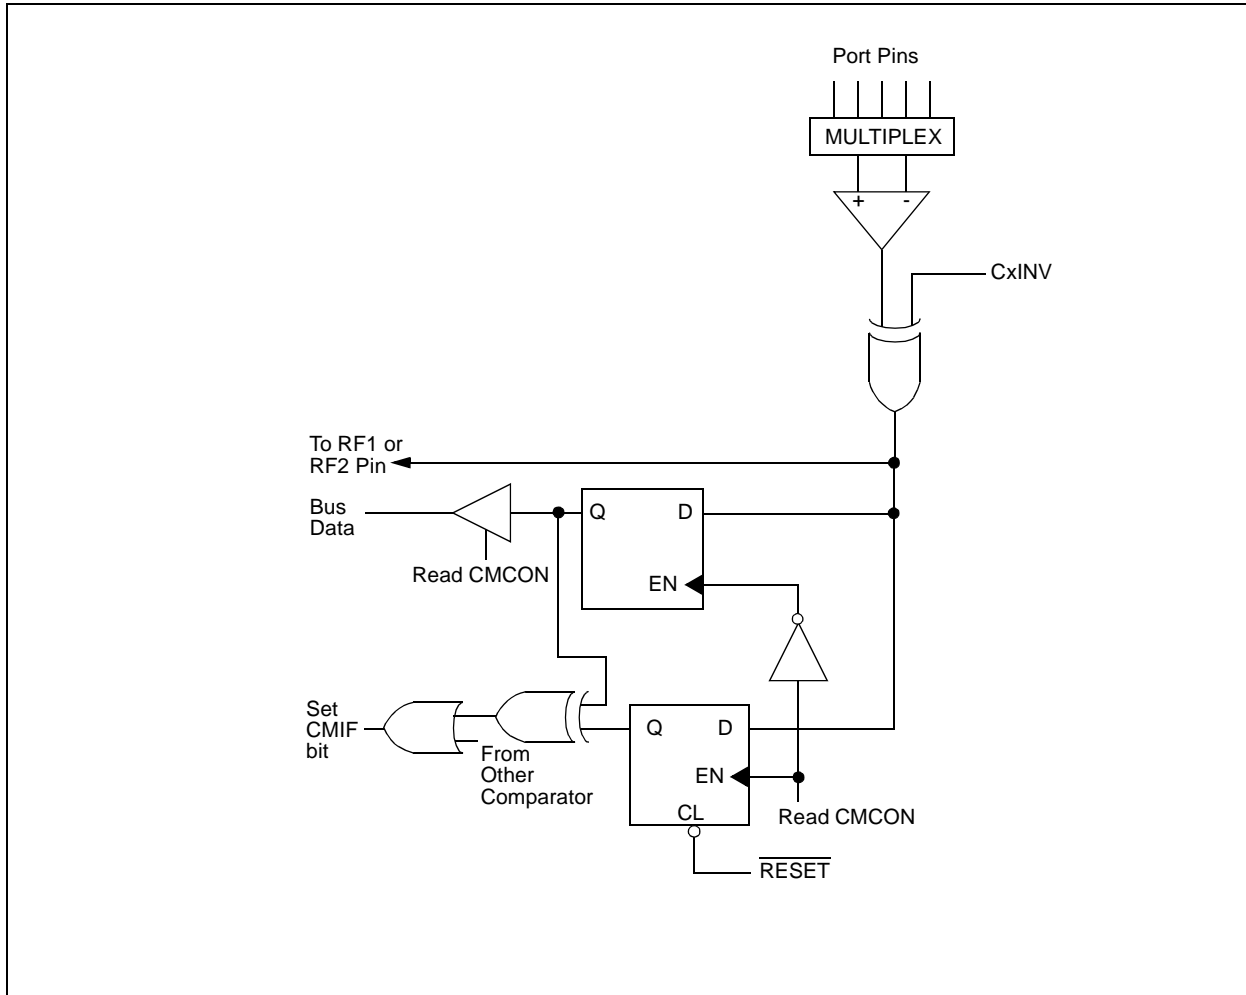 Port Pins
MULTIPLEX
+ -
CxINV
To RF1 or
RF2 Pin
Bus
Data
Q D
Read CMCON
EN
Set
CMIF
bit
Q D
From
Other
Comparator
EN
CL
Read CMCON
RESET